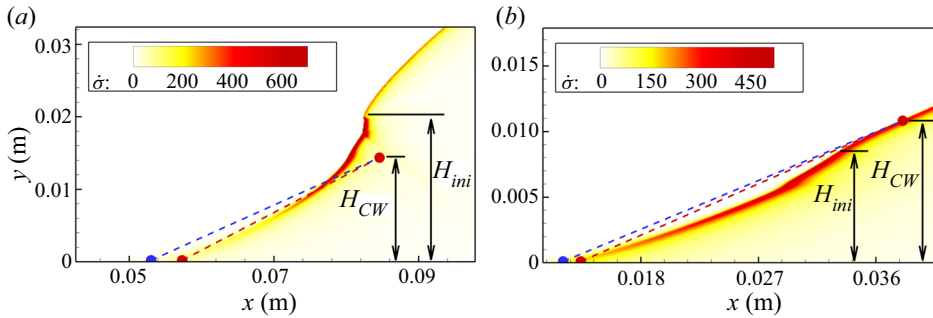 (a)
(b)
0.03
σ̇: 0 200 400 600
0.02
y (m)
0.01
0
H_ini
H_CW
0.05 0.07 0.09
x (m)
0.015
σ̇: 0 150 300 450
0.010
0.005
0
H_ini
H_CW
0.018 0.027 0.036
x (m)